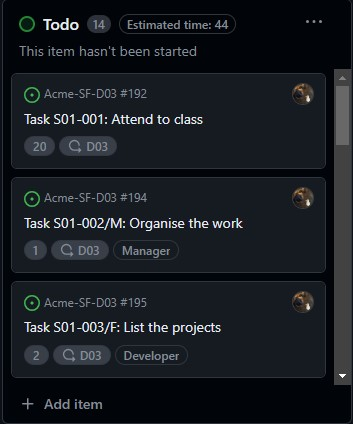 Todo 14 Estimated time: 44 ...
This item hasn't been started
Acme-SF-D03 #192
Task S01-001: Attend to class
20 D03
Acme-SF-D03 #194
Task S01-002/M: Organise the work
1 D03 Manager
Acme-SF-D03 #195
Task S01-003/F: List the projects
2 D03 Developer
+ Add item